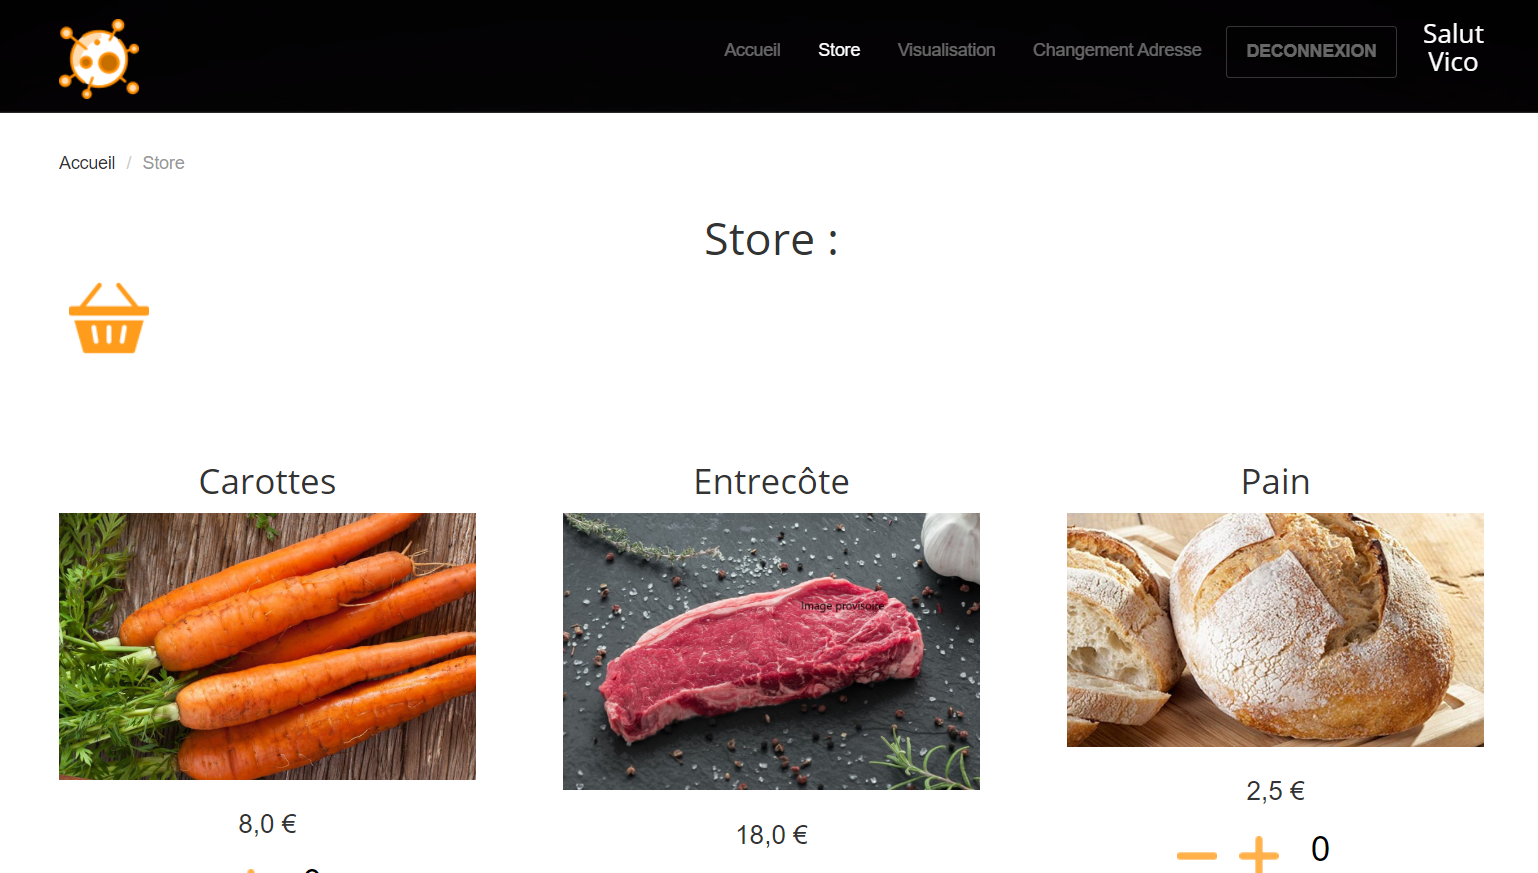 Accueil Store Visualisation Changement Adresse DECONNEXION Salut
Vico
Accueil / Store
Store :
Carottes Entrecôte Pain
Image provisoire
8,0 € 18,0 € 2,5 €
0